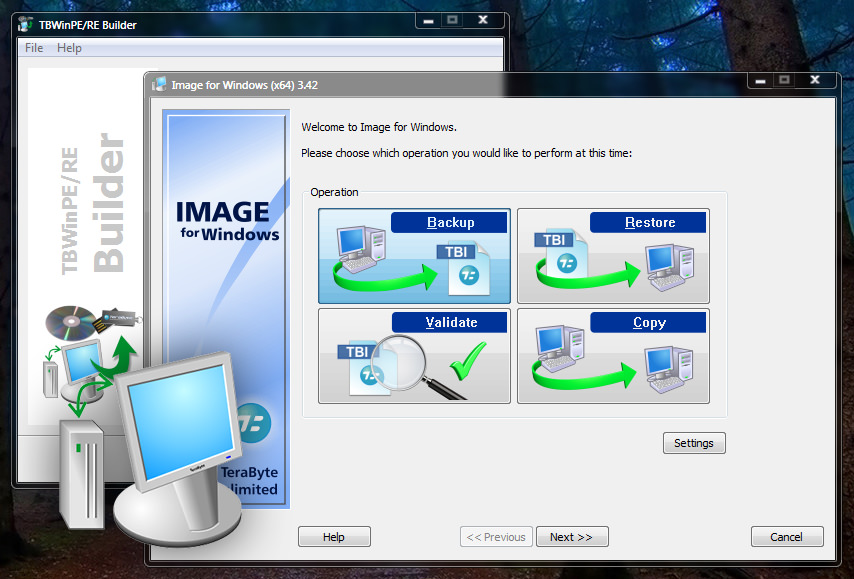 TBWinPE/RE Builder
File Help
TBWinPE/RE
Builder
Image for Windows (x64) 3.42
IMAGE
for Windows
TeraByte
Unlimited
Welcome to Image for Windows.
Please choose which operation you would like to perform at this time:
Operation
Backup
TBI
Restore
TBI
Validate
TBI
Copy
Settings
Help
<< Previous
Next >>
Cancel
TeraByte